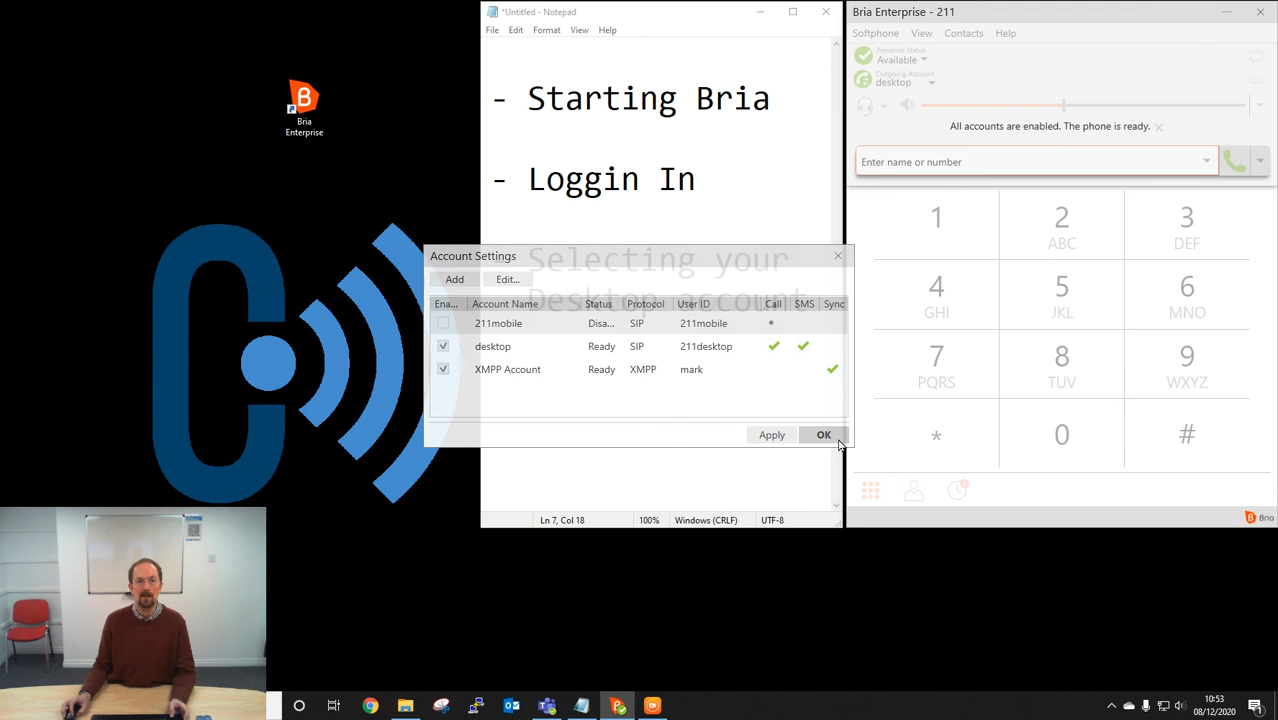 *Untitled - Notepad
File Edit Format View Help
- Starting Bria
- Loggin In
Selecting your
Desktop account
Ln 7, Col 18 100% Windows (CRLF) UTF-8
B
Bria
Enterprise
Account Settings
Add Edit...
Ena... Account Name Status Protocol User ID Call SMS Sync
211mobile Disa... SIP 211mobile
desktop Ready SIP 211desktop
XMPP Account Ready XMPP mark
Apply OK
Bria Enterprise - 211
Softphone View Contacts Help
Presence Status
Available
Outgoing Account
desktop
All accounts are enabled. The phone is ready.
Enter name or number
1 2 3
ABC DEF
4 5 6
GHI JKL MNO
7 8 9
PQRS TUV WXYZ
* 0 #
Bria
10:53
08/12/2020